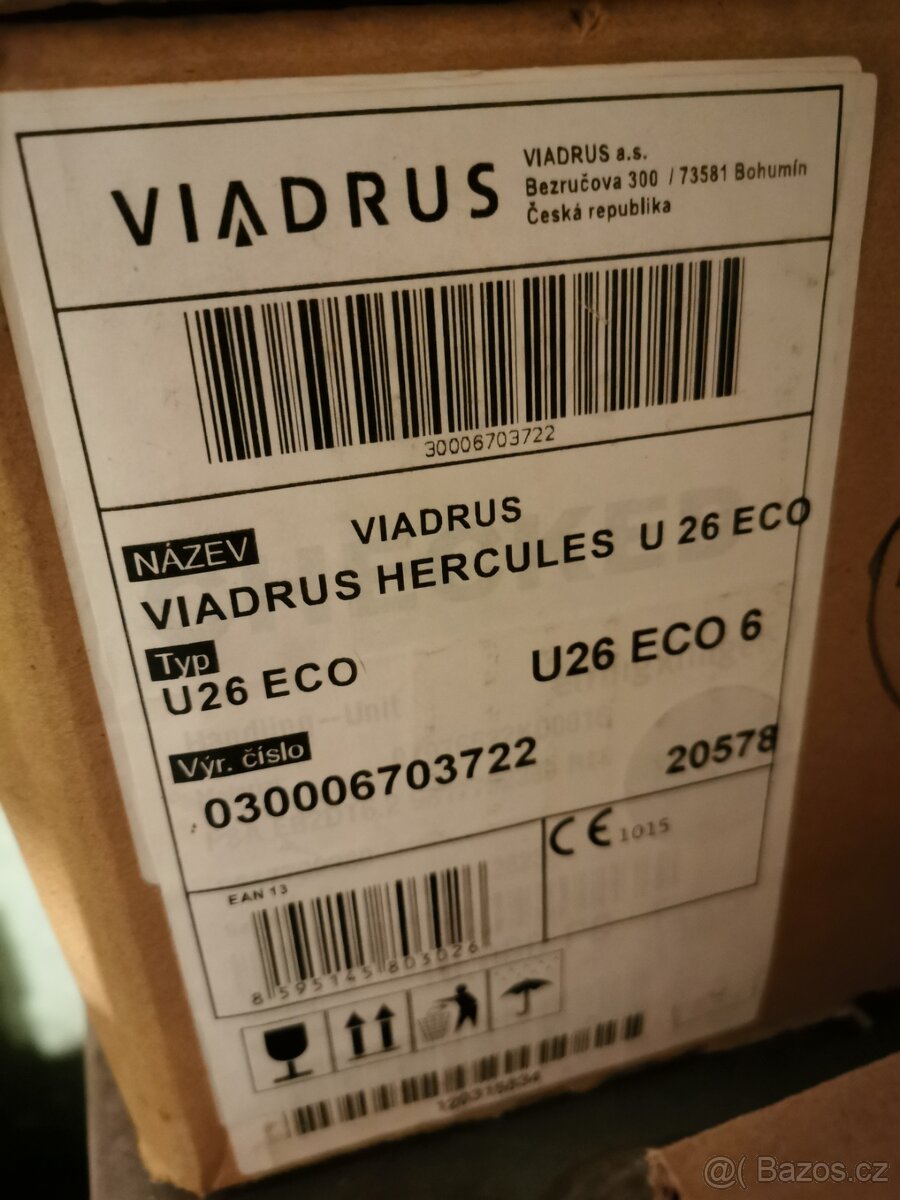 VIADRUS
VIADRUS a.s.
Bezručova 300 / 73581 Bohumín
Česká republika
30006703722
NÁZEV
VIADRUS
VIADRUS HERCULES U 26 ECO
Typ
U26 ECO
U26 ECO 6
Výr. číslo
030006703722
20578
CE 1015
EAN 13
8 595145 803026
@( Bazos.cz